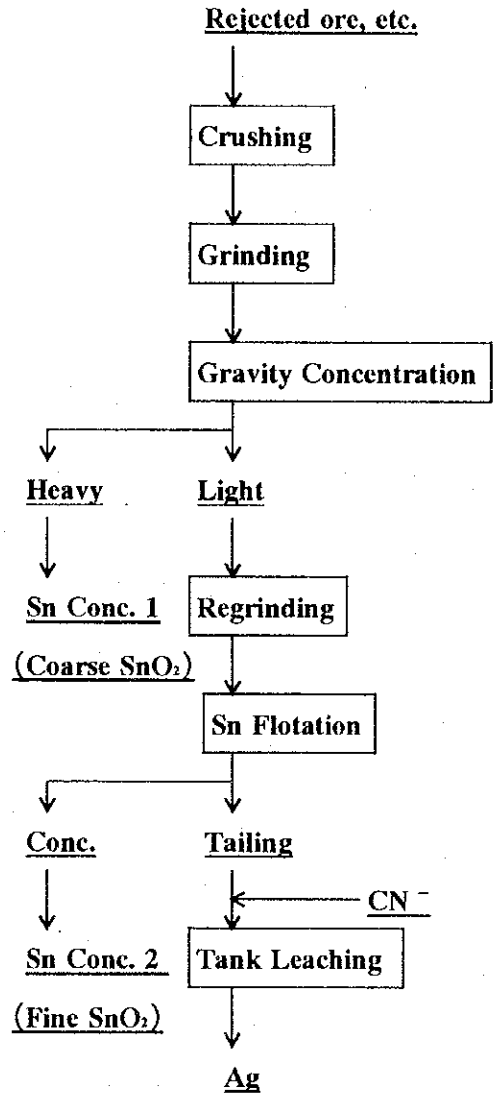 Rejected ore, etc.
Crushing
Grinding
Gravity Concentration
Heavy
Light
Sn Conc. 1
Regrinding
(Coarse SnO₂)
Sn Flotation
Conc.
Tailing
CN⁻
Sn Conc. 2
Tank Leaching
(Fine SnO₂)
Ag